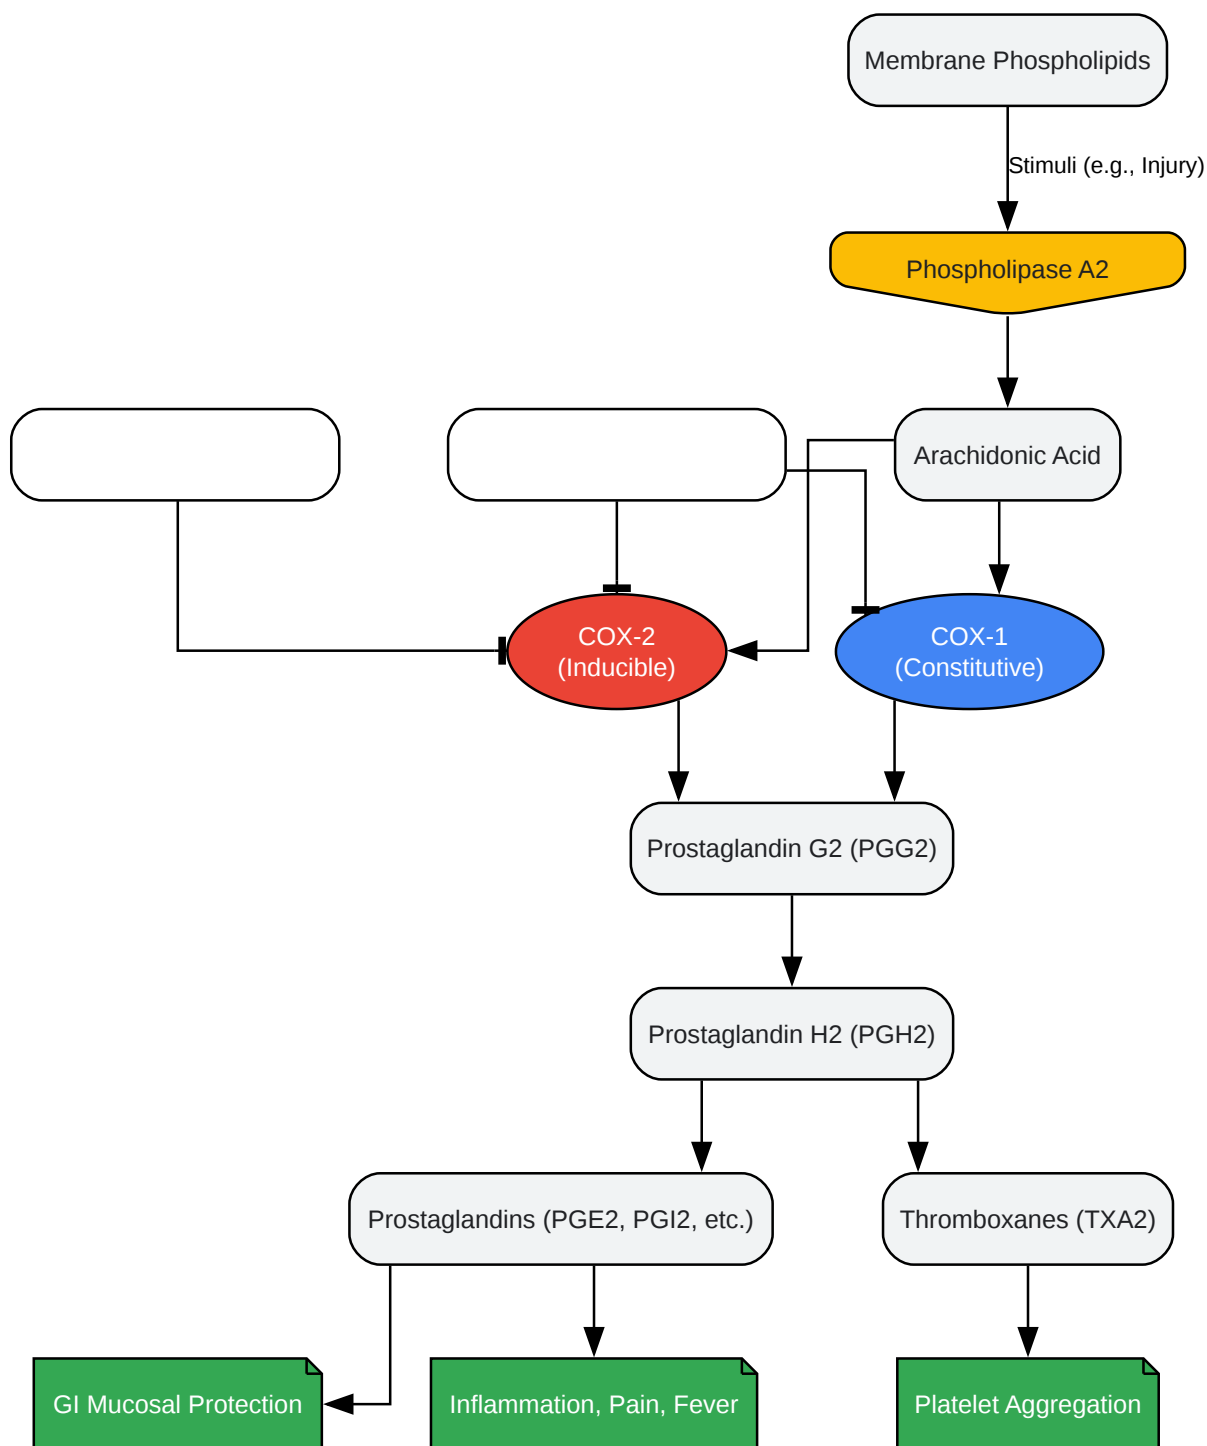 Membrane Phospholipids
Stimuli (e.g., Injury)
Phospholipase A2
Arachidonic Acid
COX-2
(Inducible)
COX-1
(Constitutive)
Prostaglandin G2 (PGG2)
Prostaglandin H2 (PGH2)
Prostaglandins (PGE2, PGI2, etc.)
Thromboxanes (TXA2)
GI Mucosal Protection
Inflammation, Pain, Fever
Platelet Aggregation